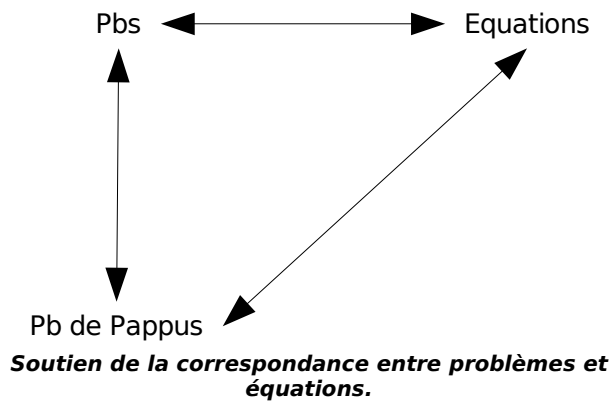 Pbs Equations
Pb de Pappus
Soutien de la correspondance entre problèmes et
équations.